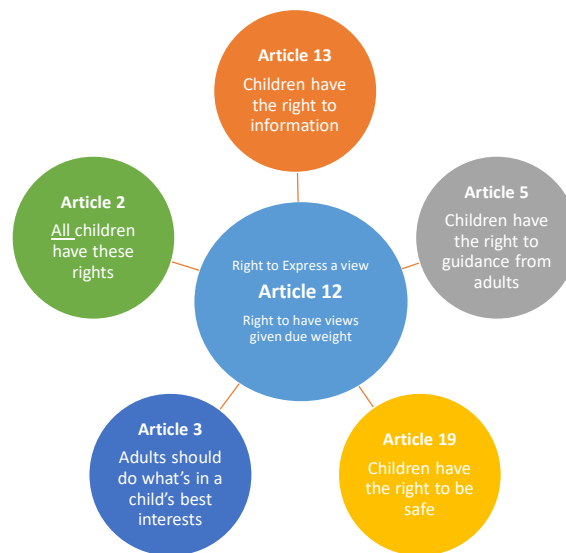 Article 13
Children have
the right to
information
Article 2
All children
have these
rights
Article 5
Children have
the right to
guidance from
adults
Right to Express a view
Article 12
Right to have views
given due weight
Article 3
Adults should
do what’s in a
child’s best
interests
Article 19
Children have
the right to be
safe